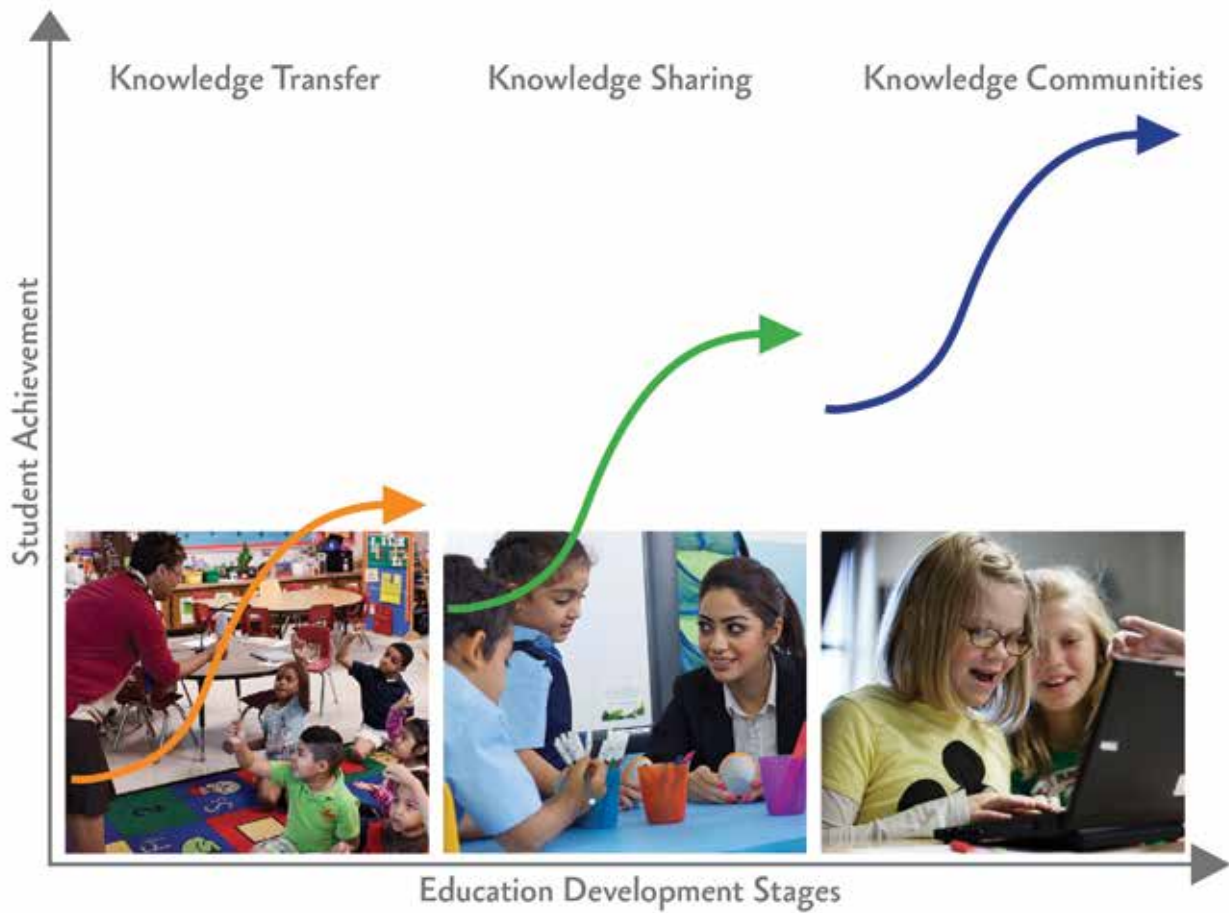 Knowledge Transfer
Knowledge Sharing
Knowledge Communities
Student Achievement
Education Development Stages